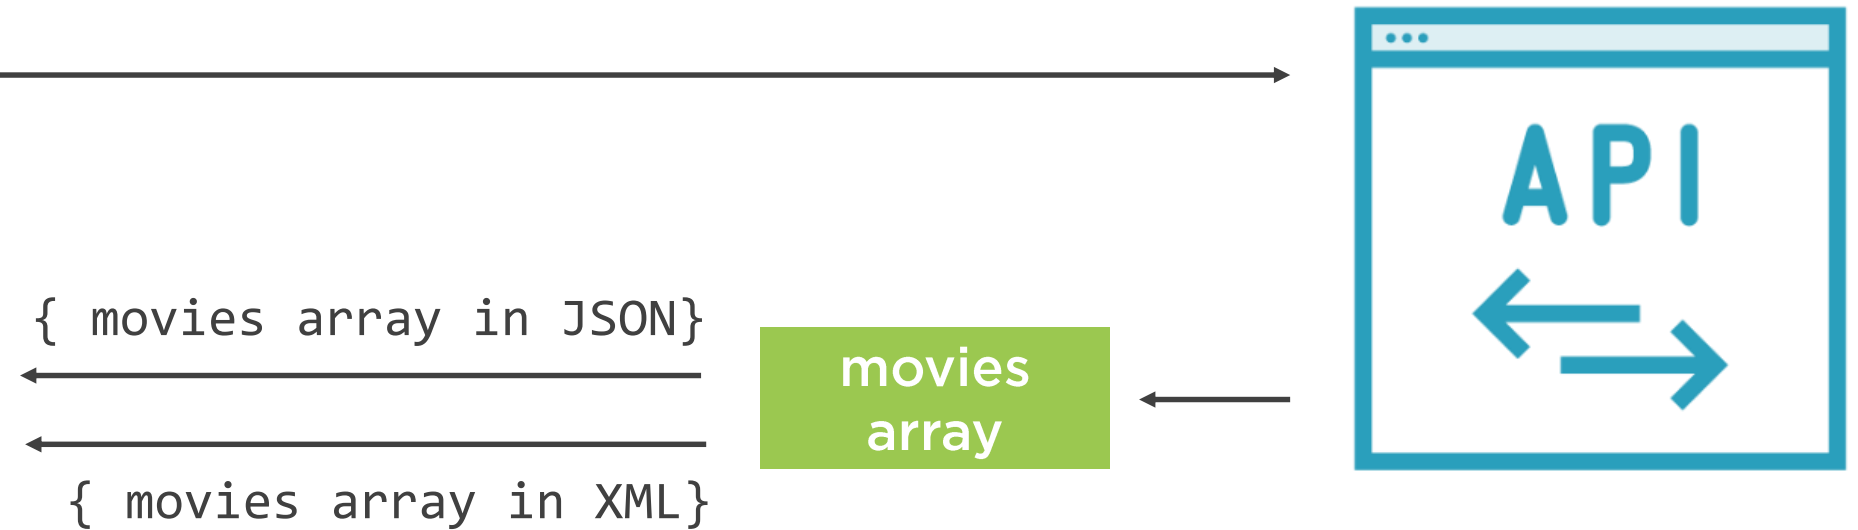 API
{ movies array in JSON}
movies
array
{ movies array in XML}